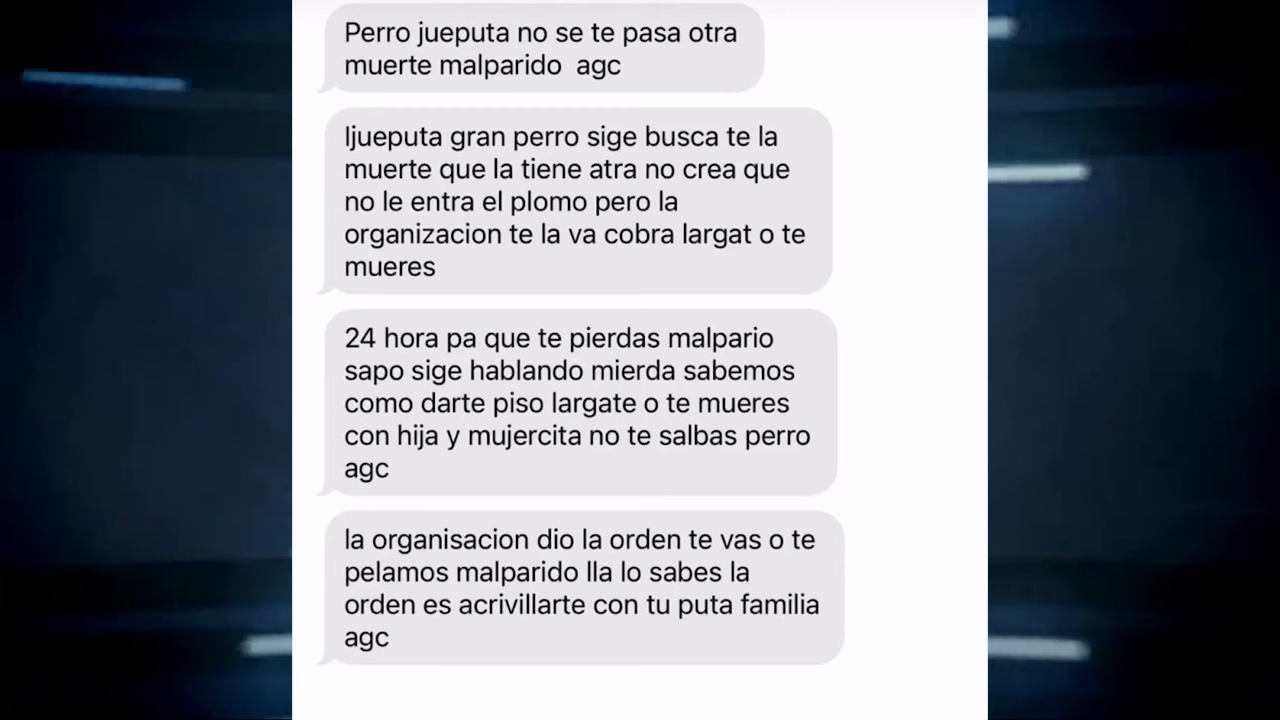 Perro jueputa no se te pasa otra
muerte malparido  agc
Ijueputa gran perro sige busca te la
muerte que la tiene atra no crea que
no le entra el plomo pero la
organizacion te la va cobra largat o te
mueres
24 hora pa que te pierdas malpario
sapo sige hablando mierda sabemos
como darte piso largate o te mueres
con hija y mujercita no te salbas perro
agc
la organisacion dio la orden te vas o te
pelamos malparido lla lo sabes la
orden es acrivillarte con tu puta familia
agc